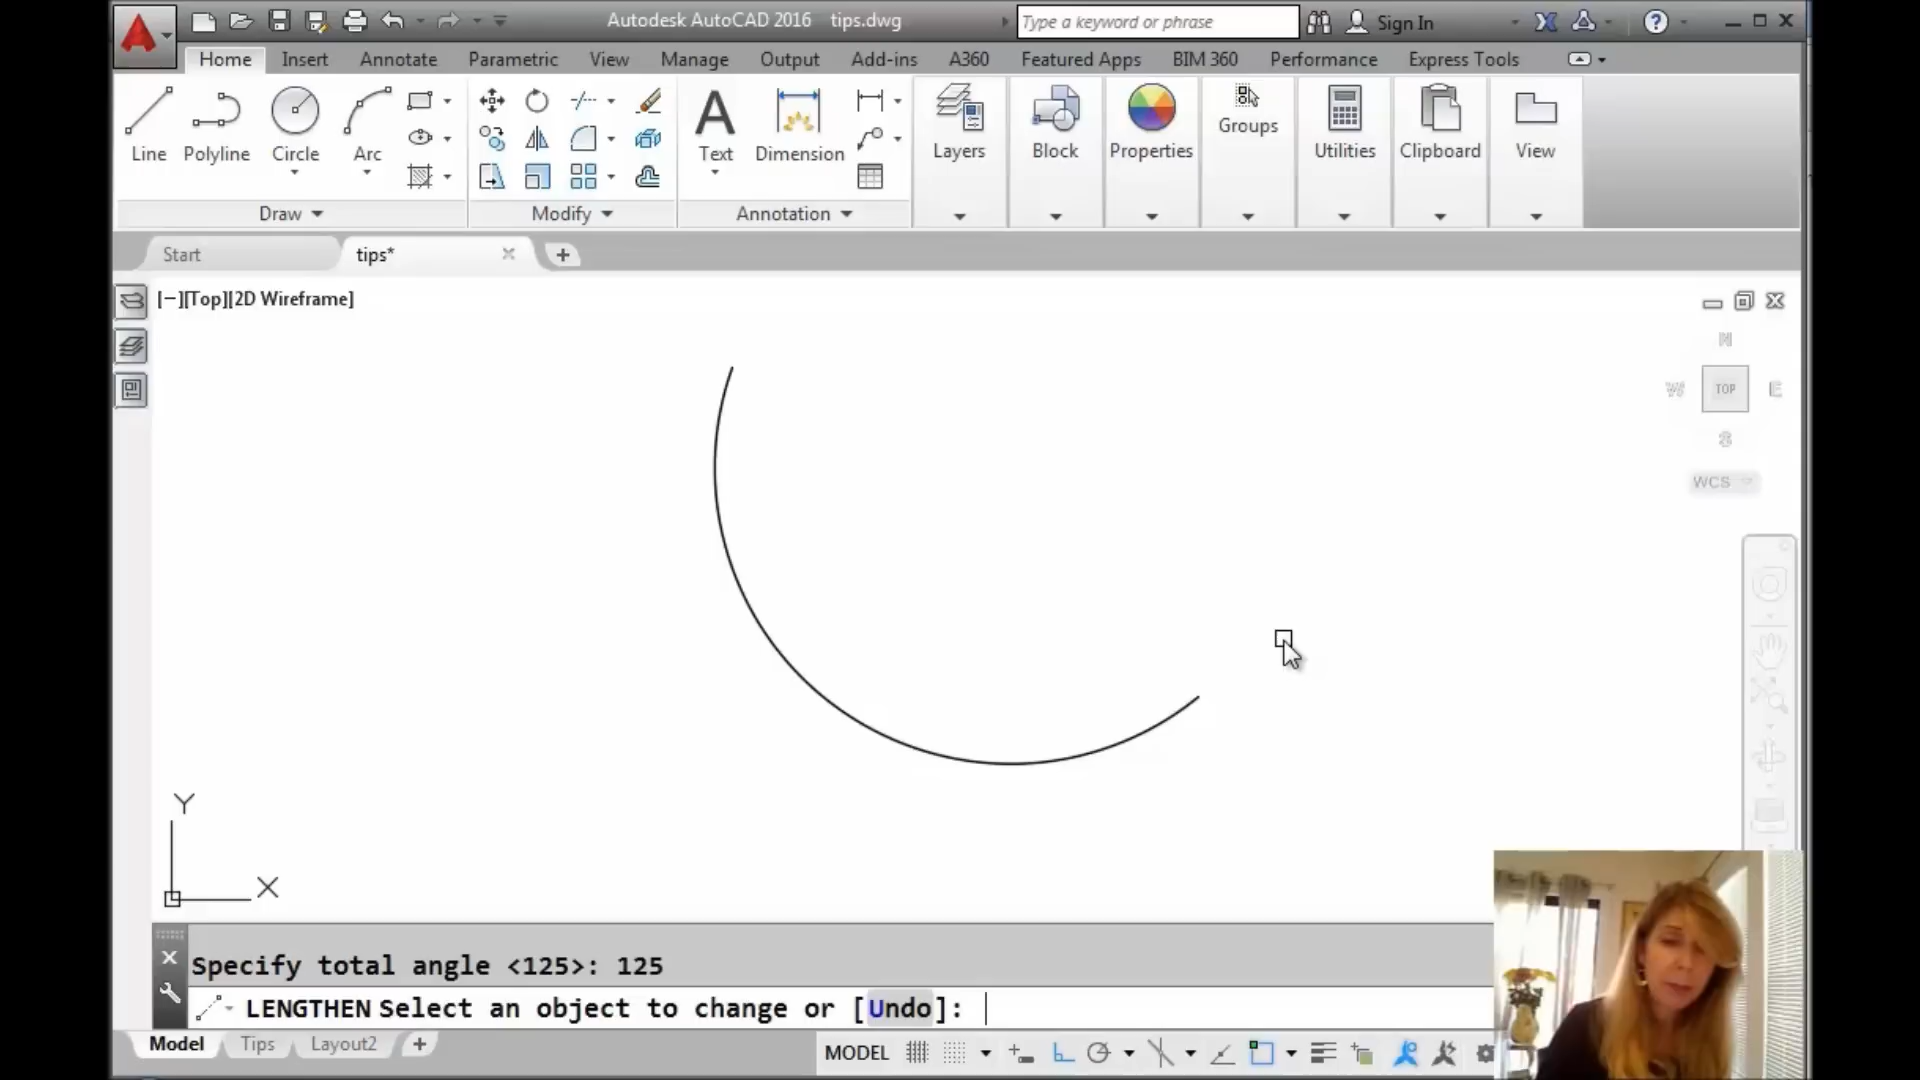 Autodesk AutoCAD 2016 tips.dwg
Type a keyword or phrase
Sign In
Home Insert Annotate Parametric View Manage Output Add-ins A360 Featured Apps BIM 360 Performance Express Tools
Line Polyline Circle Arc
Text Dimension
Layers Block Properties Groups Utilities Clipboard View
Draw Modify Annotation
Start tips*
[−][Top][2D Wireframe]
N
W TOP E
S
WCS
Y
X
Specify total angle <125>: 125
LENGTHEN Select an object to change or [Undo]:
Model Tips Layout2 +
MODEL